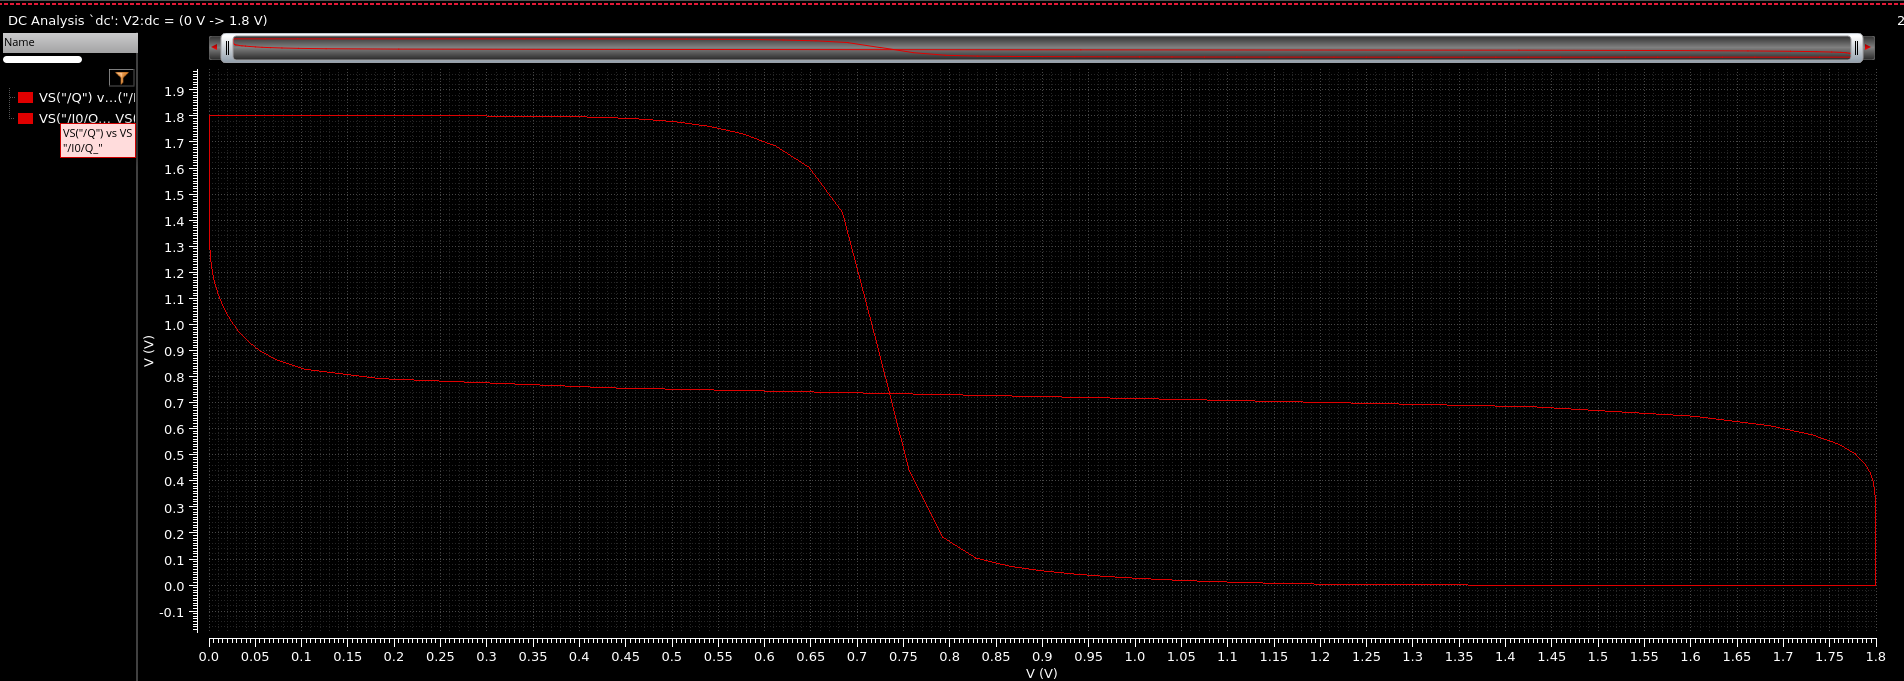 DC Analysis `dc': V2:dc = (0 V -> 1.8 V)
2
Name
VS("/Q") v...("/I
VS("/I0/Q... VS(
VS("/Q") vs VS
"/I0/Q_"
1.9
1.8
1.7
1.6
1.5
1.4
1.3
1.2
1.1
1.0
0.9
0.8
0.7
0.6
0.5
0.4
0.3
0.2
0.1
0.0
-0.1
V (V)
0.0 0.05 0.1 0.15 0.2 0.25 0.3 0.35 0.4 0.45 0.5 0.55 0.6 0.65 0.7 0.75 0.8 0.85 0.9 0.95 1.0 1.05 1.1 1.15 1.2 1.25 1.3 1.35 1.4 1.45 1.5 1.55 1.6 1.65 1.7 1.75 1.8
V (V)